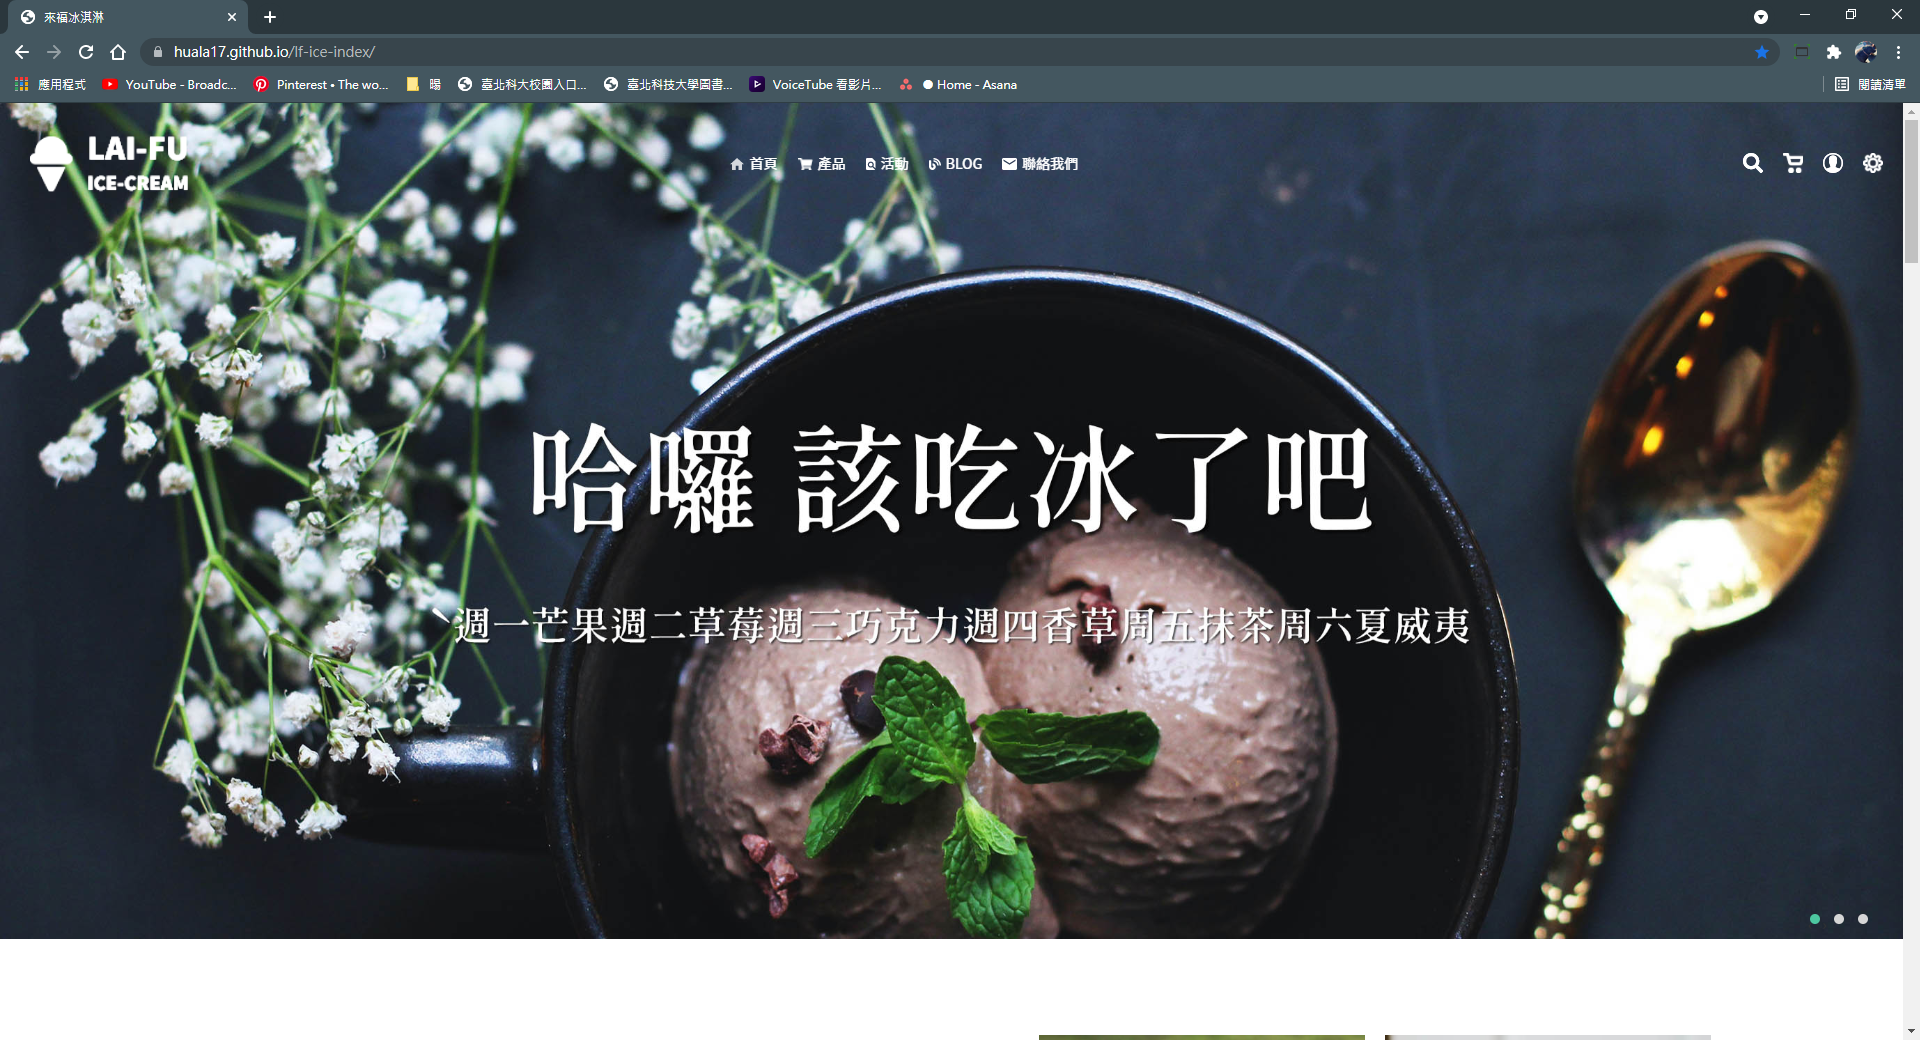 來福冰淇淋
huala17.github.io/lf-ice-index/
應用程式
YouTube - Broadc...
Pinterest • The wo...
暘
臺北科大校園入口...
臺北科技大學圖書...
VoiceTube 看影片...
Home - Asana
閱讀清單
LAI-FU
ICE-CREAM
首頁
產品
活動
BLOG
聯絡我們
哈囉 該吃冰了吧
丶週一芒果週二草莓週三巧克力週四香草周五抹茶周六夏威夷